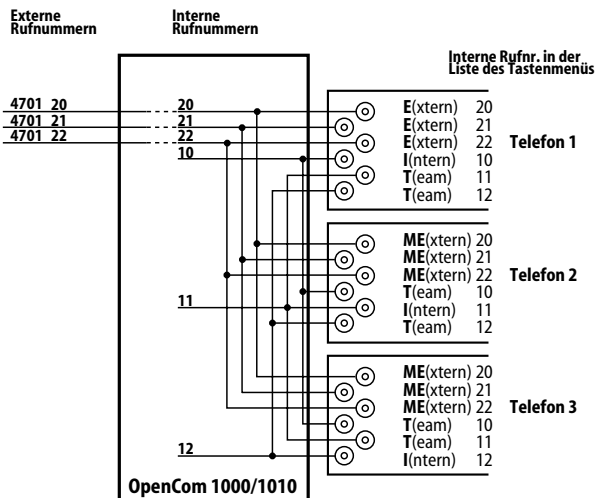 Externe
Rufnummern
Interne
Rufnummern
Interne Rufnr. in der
Liste des Tastenmenüs
4701 20
4701 21
4701 22
20
21
22
10
11
12
E(xtern) 20
E(xtern) 21
E(xtern) 22
I(ntern) 10
T(eam) 11
T(eam) 12
Telefon 1
ME(xtern) 20
ME(xtern) 21
ME(xtern) 22
T(eam) 10
I(ntern) 11
T(eam) 12
Telefon 2
ME(xtern) 20
ME(xtern) 21
ME(xtern) 22
T(eam) 10
T(eam) 11
I(ntern) 12
Telefon 3
OpenCom 1000/1010